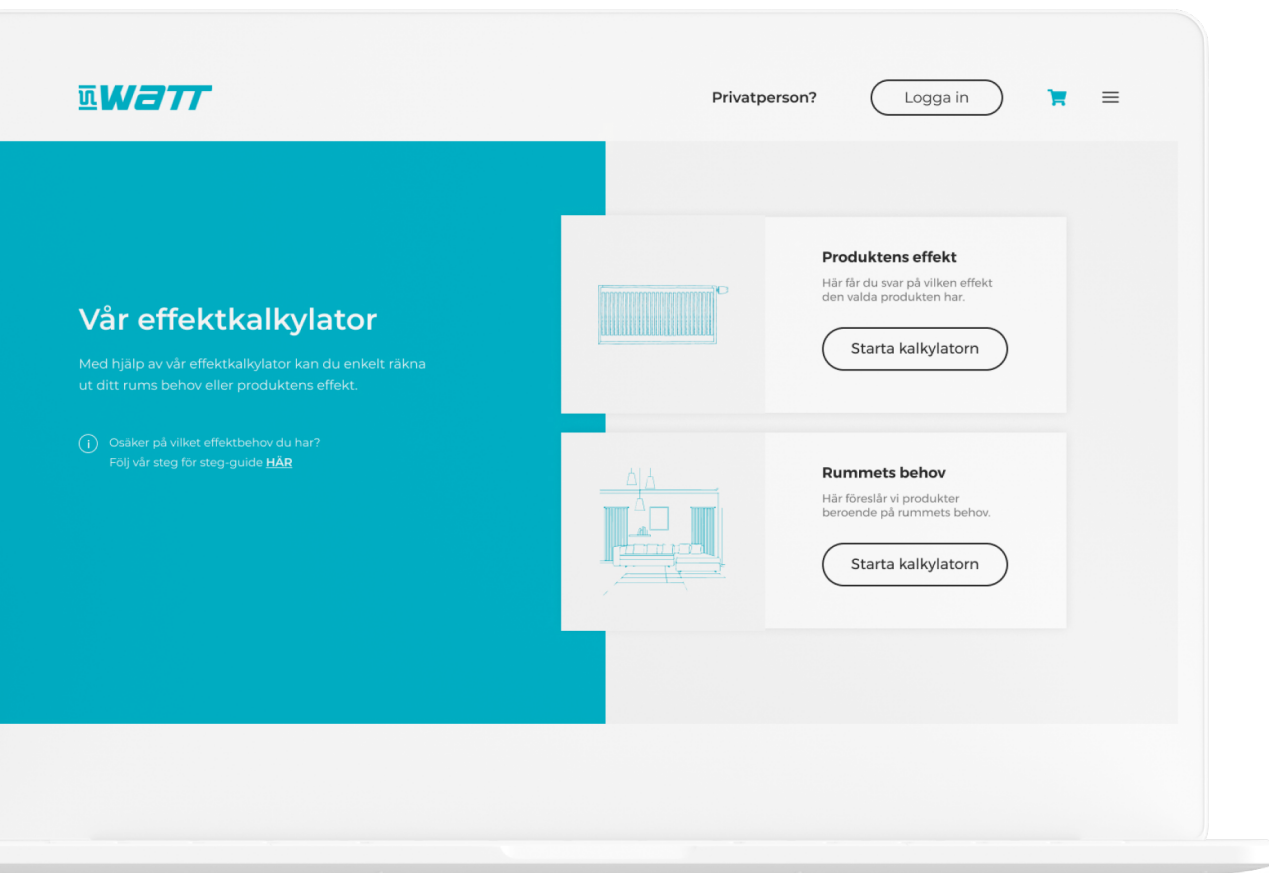 WATT
Privatperson?
Logga in
Vår effektkalkylator
Med hjälp av vår effektkalkylator kan du enkelt räkna
ut ditt rums behov eller produktens effekt.
i
Osäker på vilket effektbehov du har?
Följ vår steg för steg-guide HÄR
Produktens effekt
Här får du svar på vilken effekt
den valda produkten har.
Starta kalkylatorn
Rummets behov
Här föreslår vi produkter
beroende på rummets behov.
Starta kalkylatorn